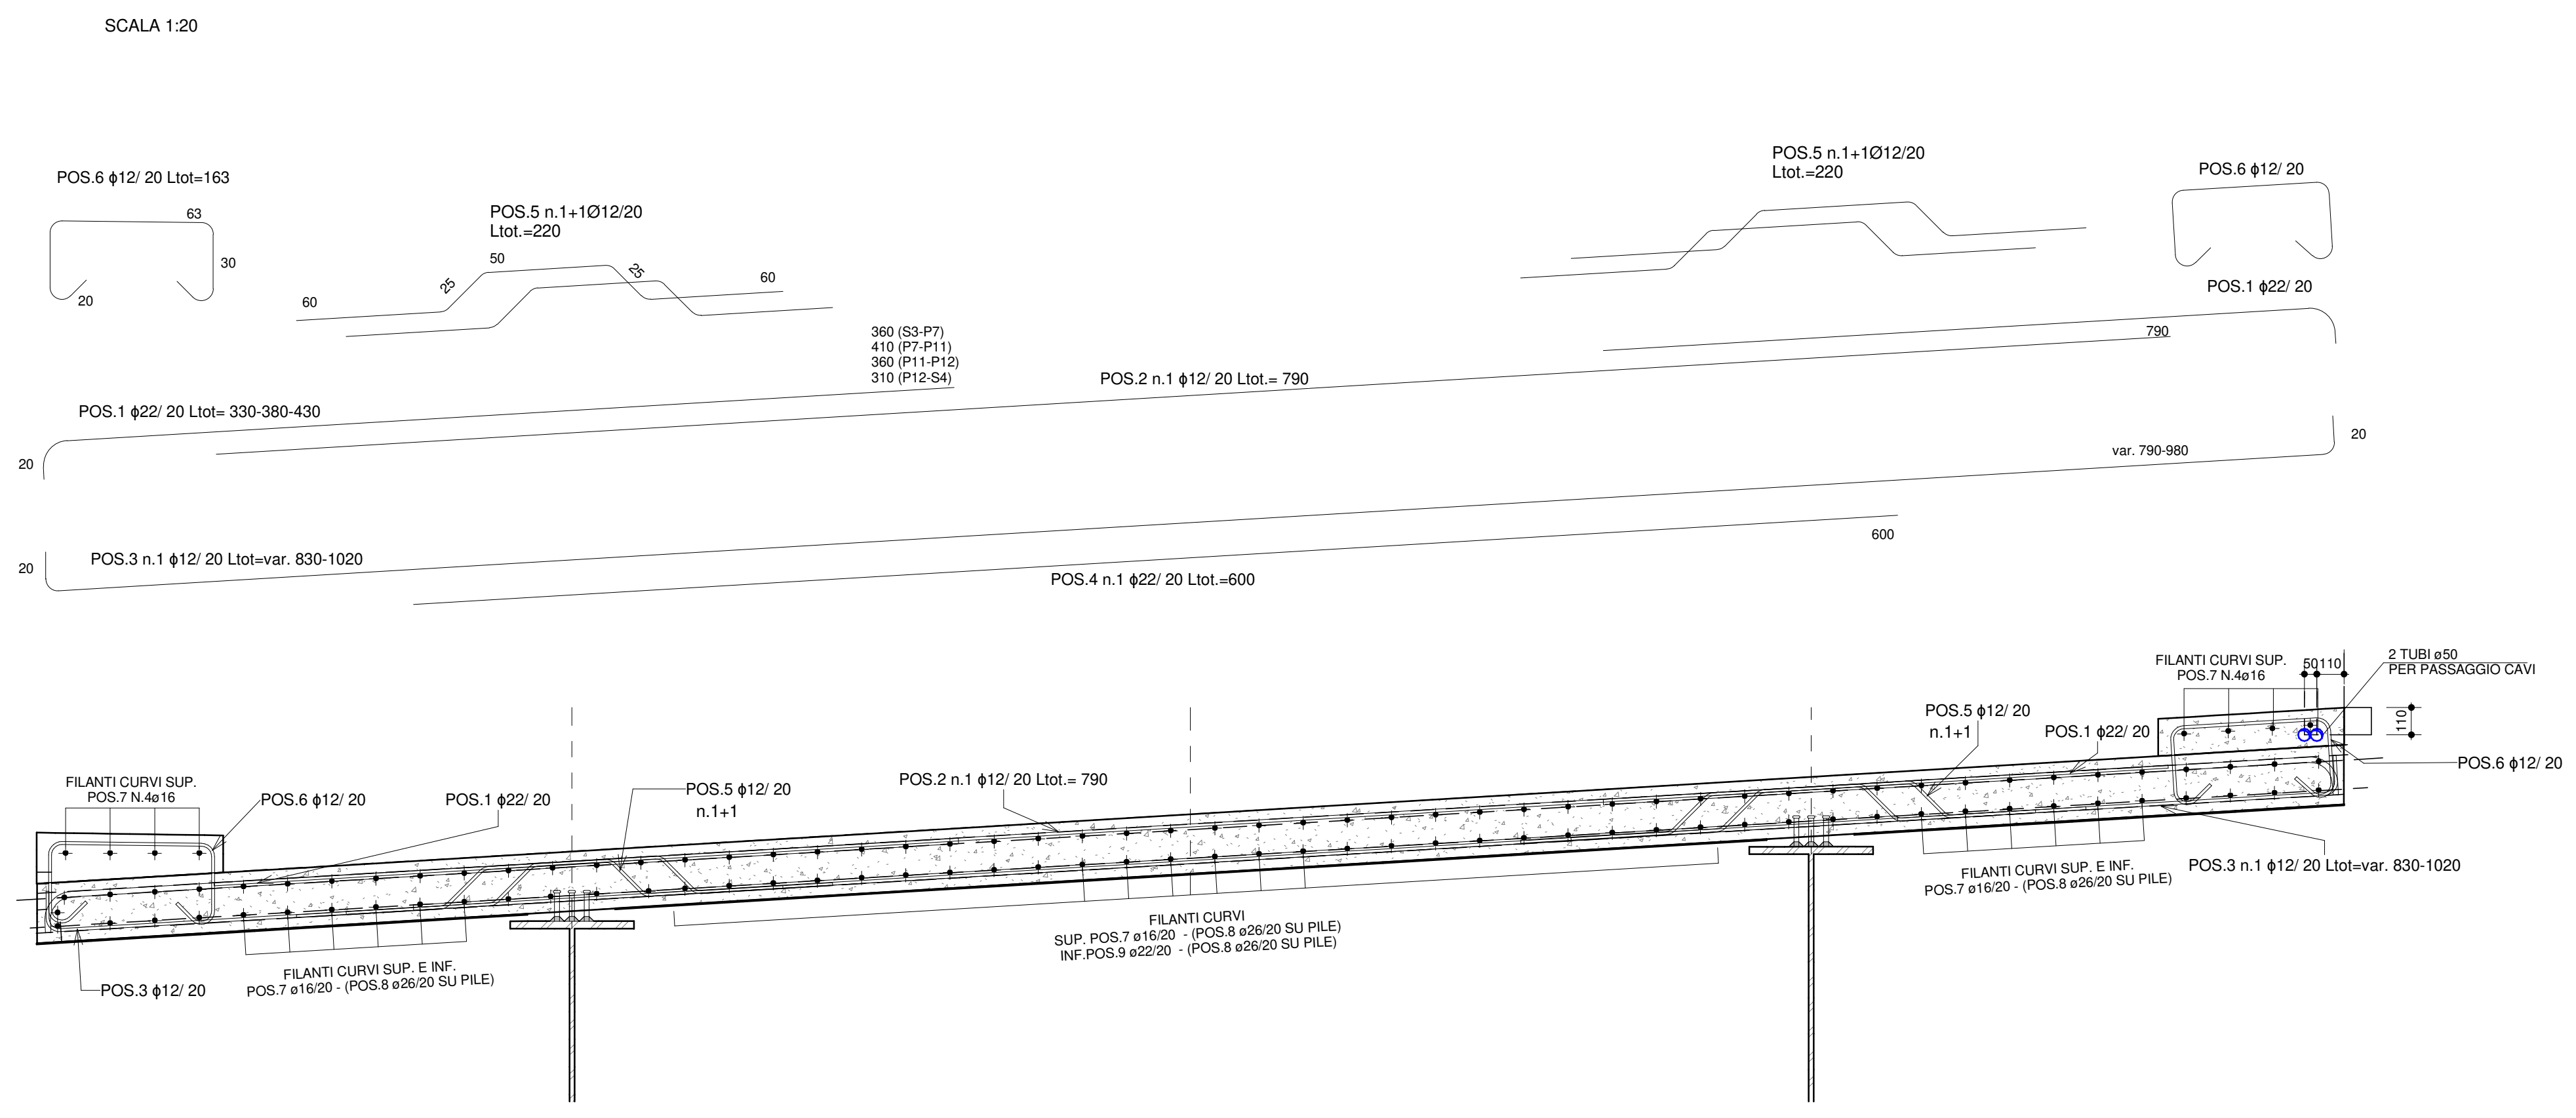 SCALA 1:20
POS.6 ϕ12/ 20 Ltot=163
63
30
20
POS.5 n.1+1Ø12/20
Ltot.=220
50
25
25
60
60
POS.5 n.1+1Ø12/20
Ltot.=220
POS.6 ϕ12/ 20
POS.1 ϕ22/ 20
360 (S3-P7)
410 (P7-P11)
360 (P11-P12)
310 (P12-S4)
790
POS.2 n.1 ϕ12/ 20 Ltot.= 790
POS.1 ϕ22/ 20 Ltot= 330-380-430
20
20
var. 790-980
600
POS.3 n.1 ϕ12/ 20 Ltot=var. 830-1020
20
POS.4 n.1 ϕ22/ 20 Ltot.=600
FILANTI CURVI SUP.
POS.7 N.4ø16
50110
2 TUBI ø50
PER PASSAGGIO CAVI
110
POS.5 ϕ12/ 20
n.1+1
POS.1 ϕ22/ 20
POS.6 ϕ12/ 20
FILANTI CURVI SUP.
POS.7 N.4ø16
POS.6 ϕ12/ 20
POS.1 ϕ22/ 20
POS.5 ϕ12/ 20
n.1+1
POS.2 n.1 ϕ12/ 20 Ltot.= 790
POS.3 n.1 ϕ12/ 20 Ltot=var. 830-1020
FILANTI CURVI SUP. E INF.
POS.7 ø16/20 - (POS.8 ø26/20 SU PILE)
FILANTI CURVI
SUP. POS.7 ø16/20 - (POS.8 ø26/20 SU PILE)
INF.POS.9 ø22/20 - (POS.8 ø26/20 SU PILE)
FILANTI CURVI SUP. E INF.
POS.7 ø16/20 - (POS.8 ø26/20 SU PILE)
POS.3 ϕ12/ 20